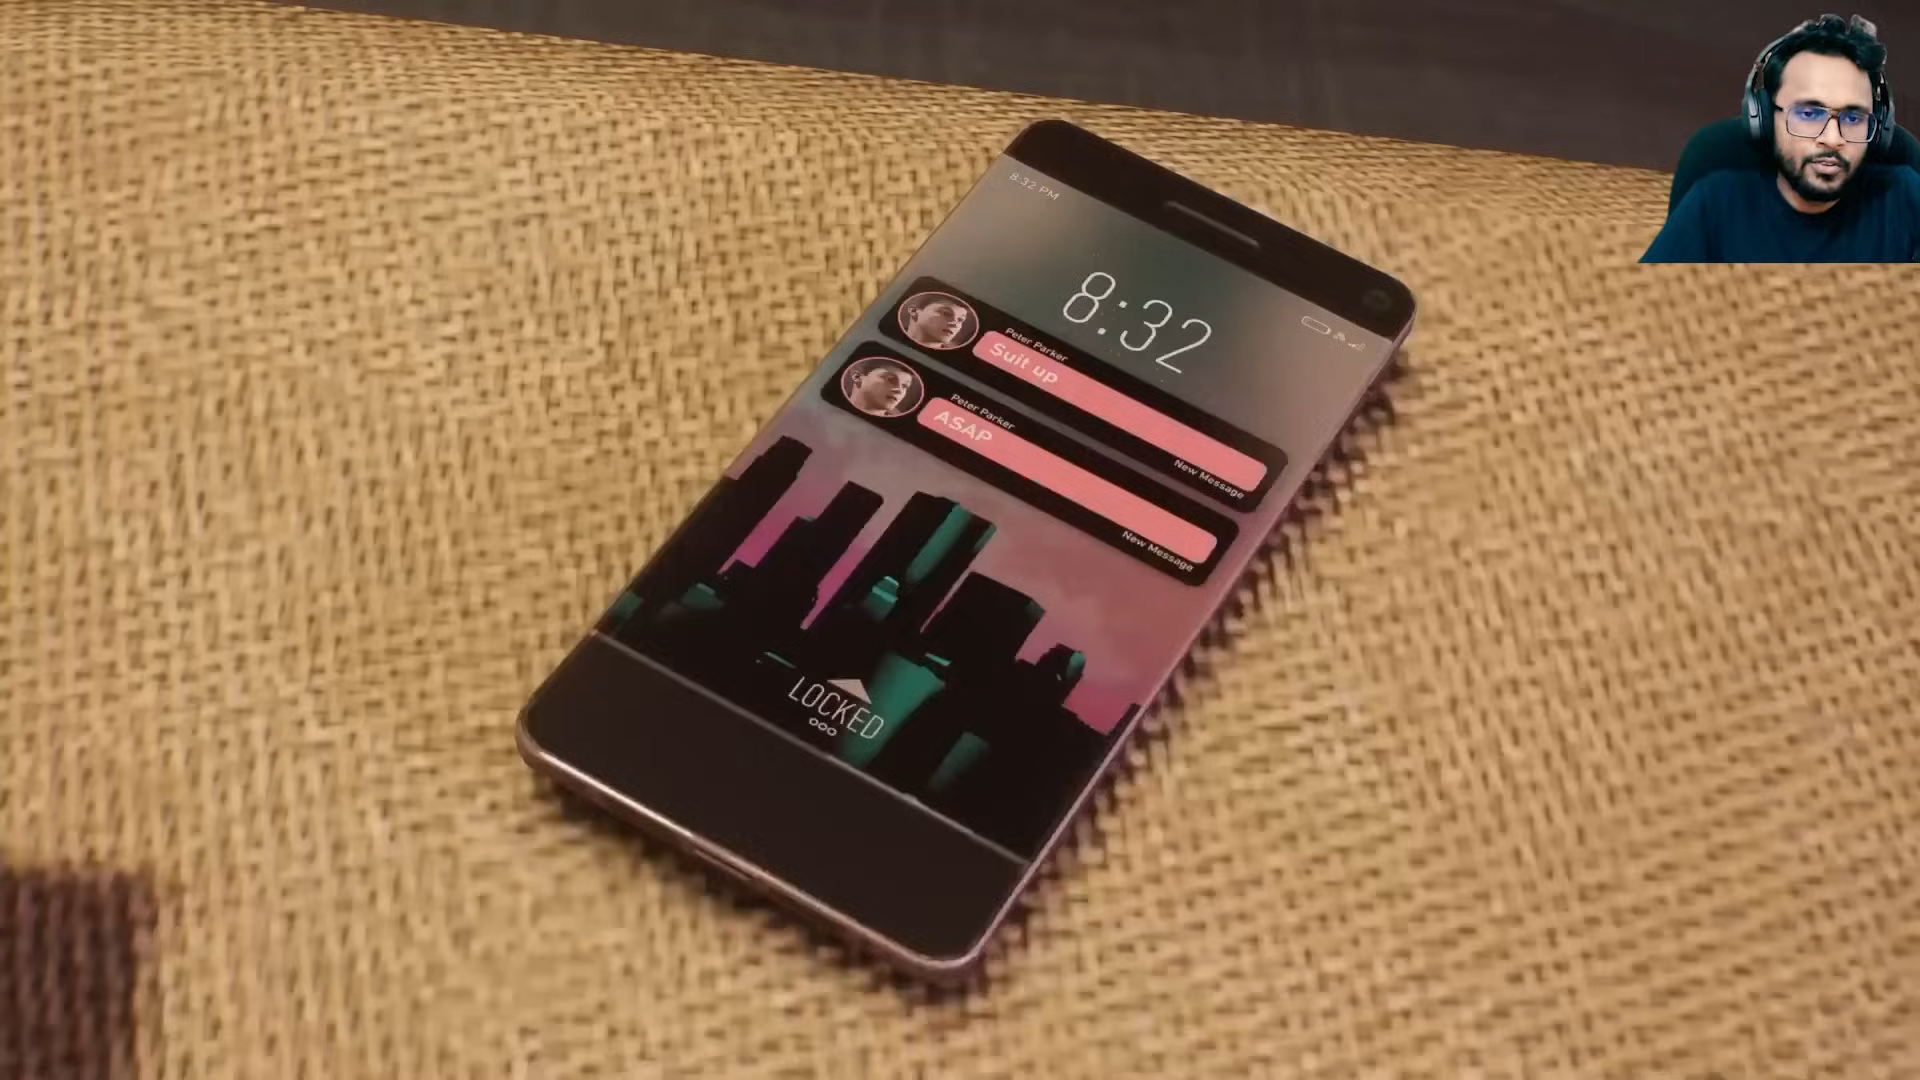 8:32 PM
8:32
Peter Parker
Suit up
New Message
Peter Parker
ASAP
New Message
LOCKED